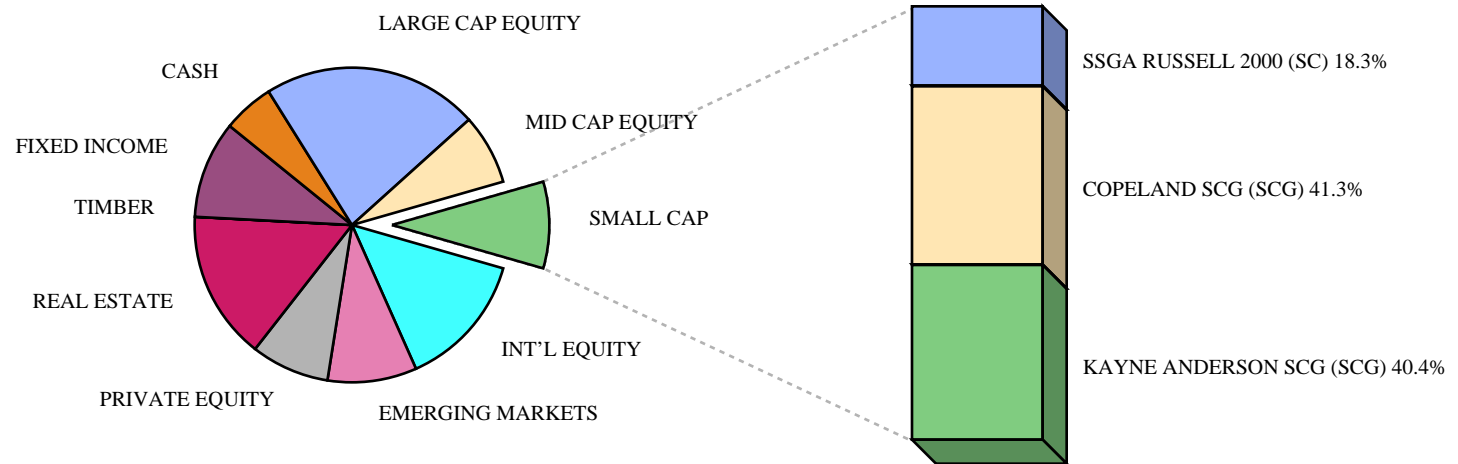 LARGE CAP EQUITY
CASH
MID CAP EQUITY
FIXED INCOME
TIMBER
SMALL CAP
REAL ESTATE
INT'L EQUITY
PRIVATE EQUITY
EMERGING MARKETS
SSGA RUSSELL 2000 (SC) 18.3%
COPELAND SCG (SCG) 41.3%
KAYNE ANDERSON SCG (SCG) 40.4%